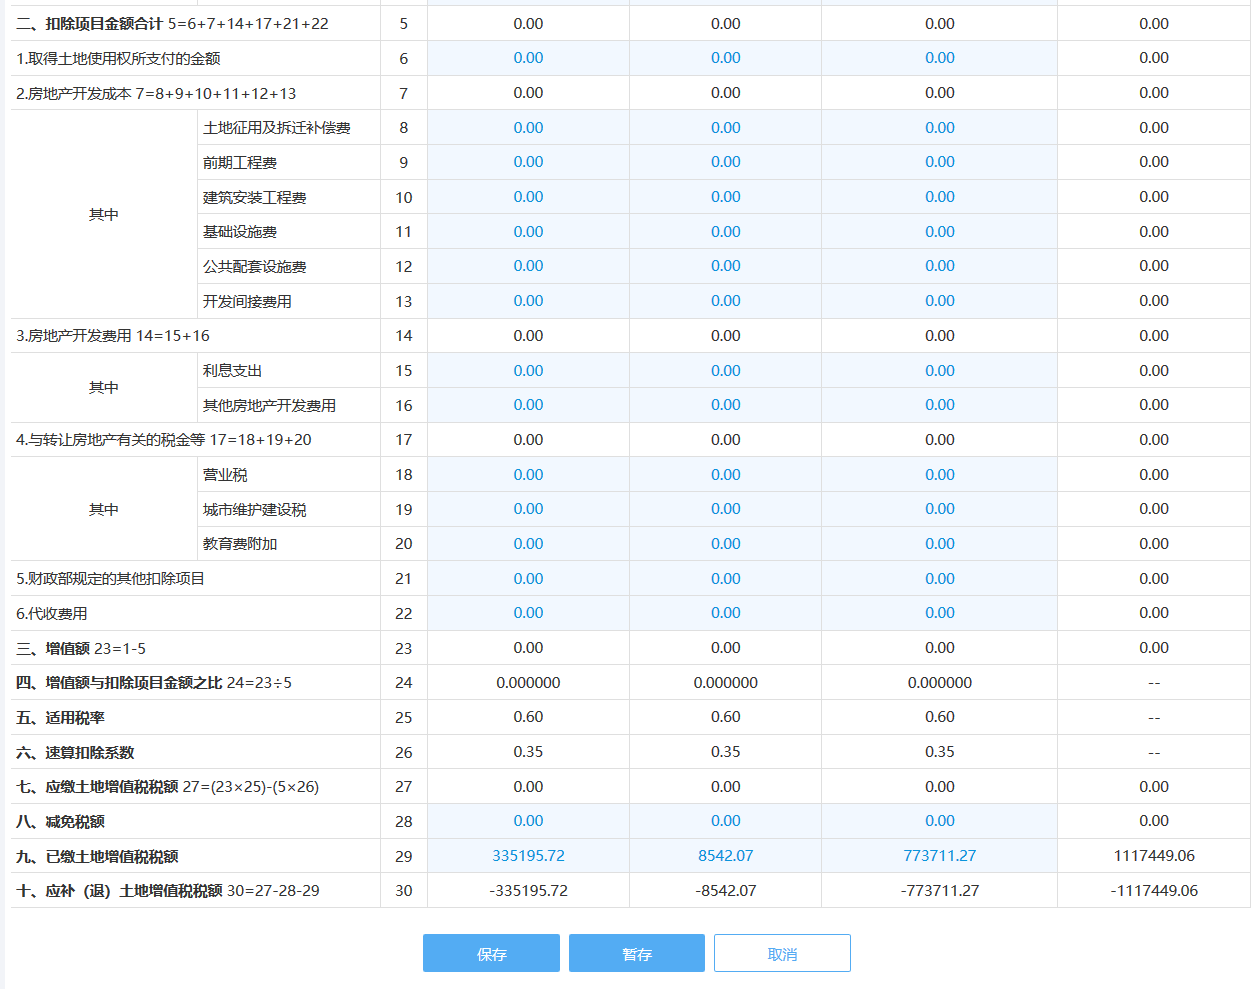 二、扣除项目金额合计 5=6+7+14+17+21+22 5 0.00 0.00 0.00 0.00
1.取得土地使用权所支付的金额 6 0.00 0.00 0.00 0.00
2.房地产开发成本 7=8+9+10+11+12+13 7 0.00 0.00 0.00 0.00
土地征用及拆迁补偿费 8 0.00 0.00 0.00 0.00
前期工程费 9 0.00 0.00 0.00 0.00
建筑安装工程费 10 0.00 0.00 0.00 0.00
其中
基础设施费 11 0.00 0.00 0.00 0.00
公共配套设施费 12 0.00 0.00 0.00 0.00
开发间接费用 13 0.00 0.00 0.00 0.00
3.房地产开发费用 14=15+16 14 0.00 0.00 0.00 0.00
利息支出 15 0.00 0.00 0.00 0.00
其中
其他房地产开发费用 16 0.00 0.00 0.00 0.00
4.与转让房地产有关的税金等 17=18+19+20 17 0.00 0.00 0.00 0.00
营业税 18 0.00 0.00 0.00 0.00
其中 城市维护建设税 19 0.00 0.00 0.00 0.00
教育费附加 20 0.00 0.00 0.00 0.00
5.财政部规定的其他扣除项目 21 0.00 0.00 0.00 0.00
6.代收费用 22 0.00 0.00 0.00 0.00
三、增值额 23=1-5 23 0.00 0.00 0.00 0.00
四、增值额与扣除项目金额之比 24=23÷5 24 0.000000 0.000000 0.000000 --
五、适用税率 25 0.60 0.60 0.60 --
六、速算扣除系数 26 0.35 0.35 0.35 --
七、应缴土地增值税税额 27=(23×25)-(5×26) 27 0.00 0.00 0.00 0.00
八、减免税额 28 0.00 0.00 0.00 0.00
九、已缴土地增值税税额 29 335195.72 8542.07 773711.27 1117449.06
十、应补（退）土地增值税税额 30=27-28-29 30 -335195.72 -8542.07 -773711.27 -1117449.06
保存 暂存 取消